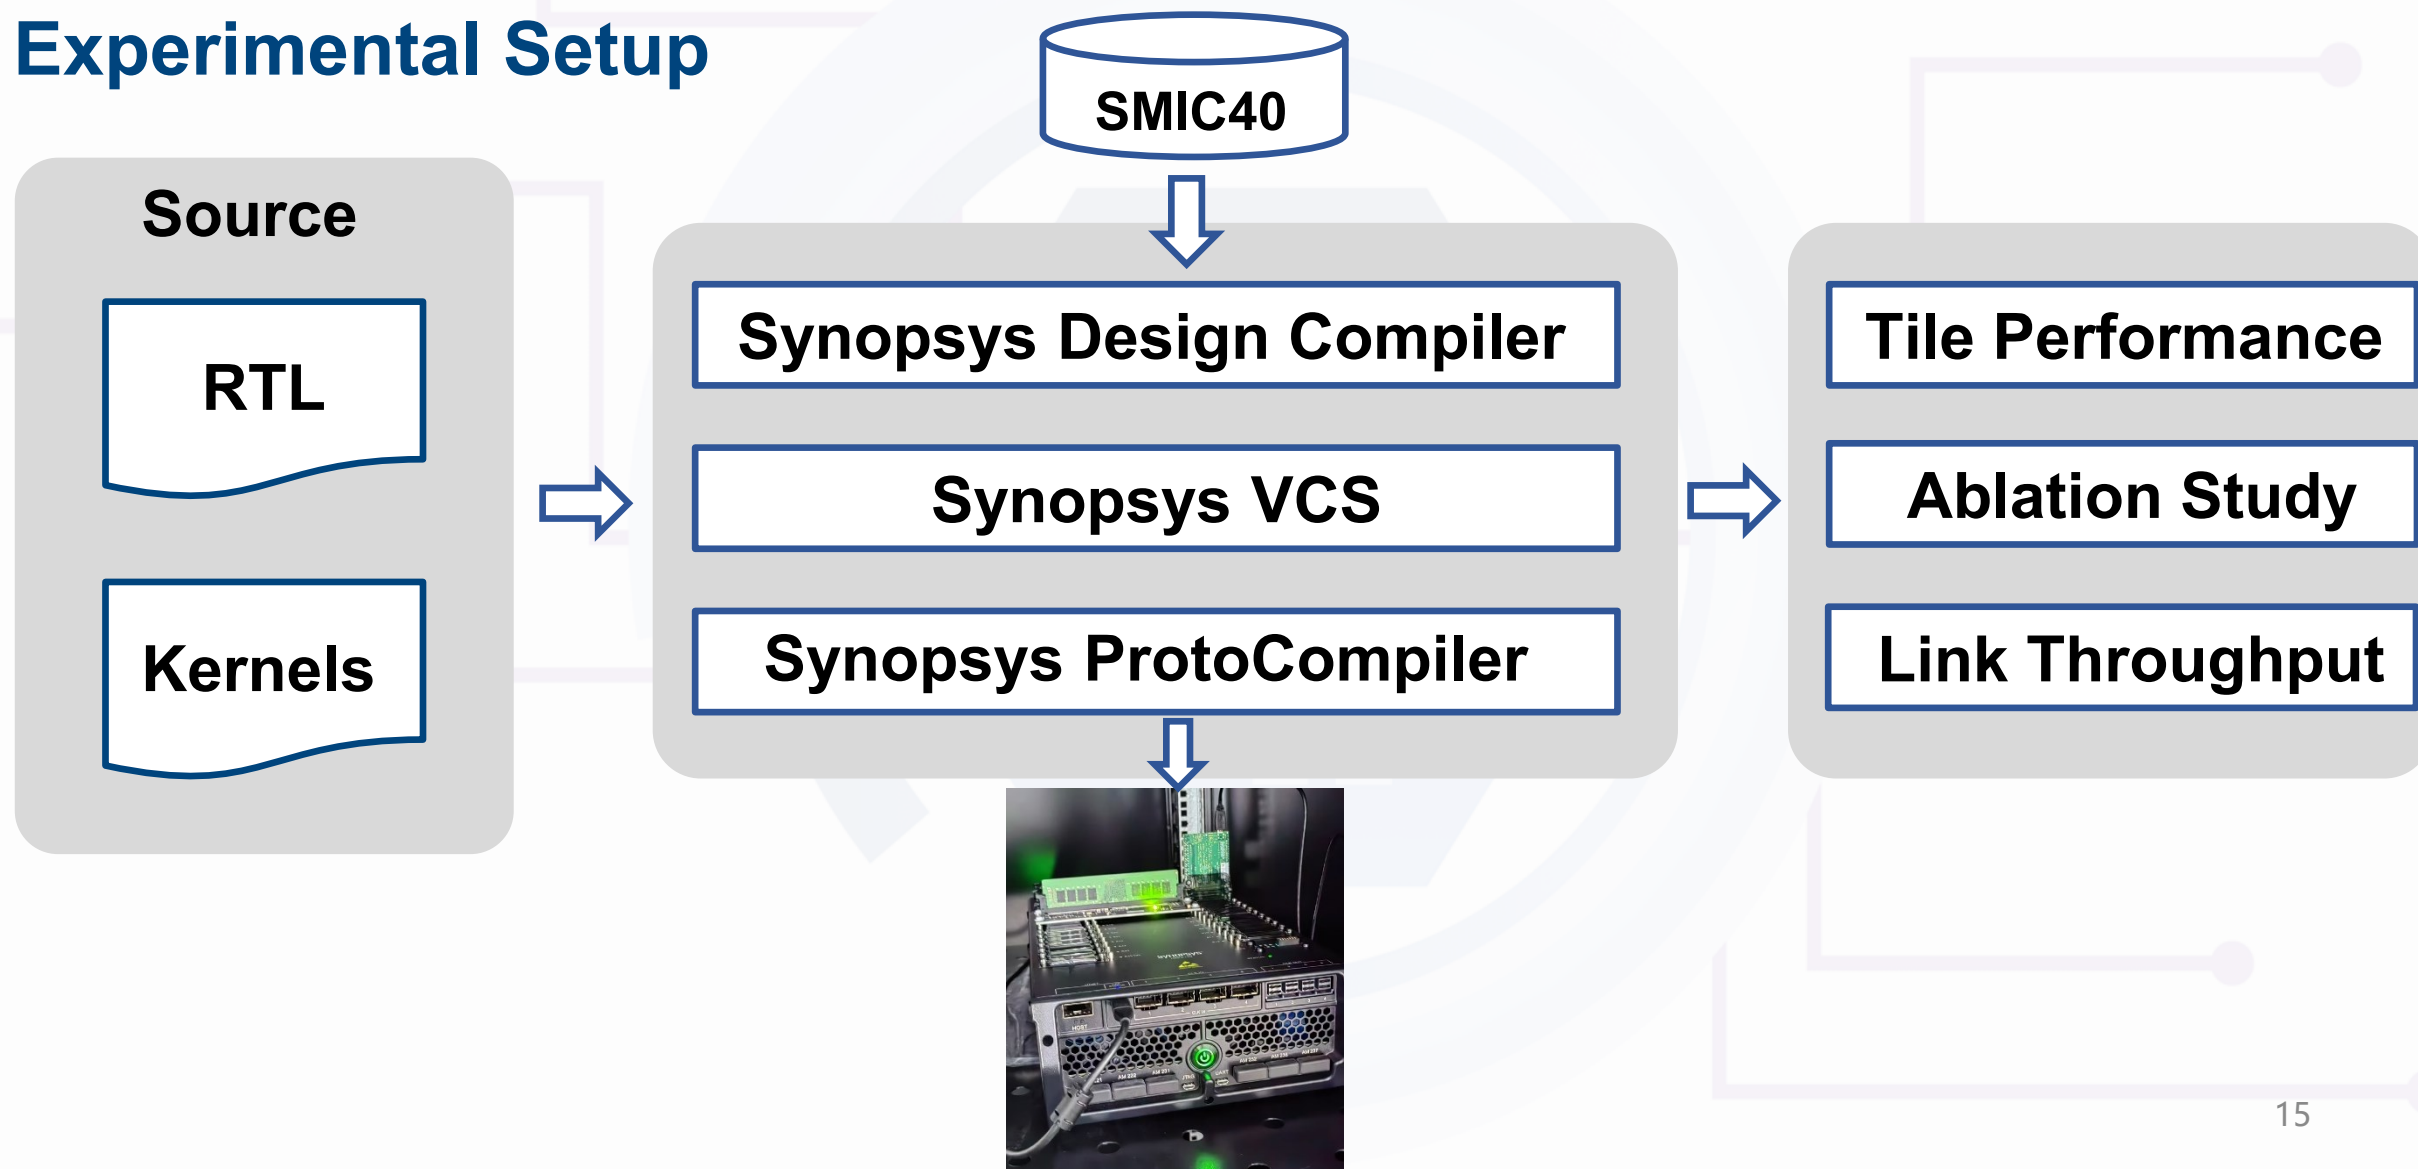 Experimental Setup
SMIC40
Source
RTL
Kernels
Synopsys Design Compiler
Synopsys VCS
Synopsys ProtoCompiler
Tile Performance
Ablation Study
Link Throughput
HOST
15